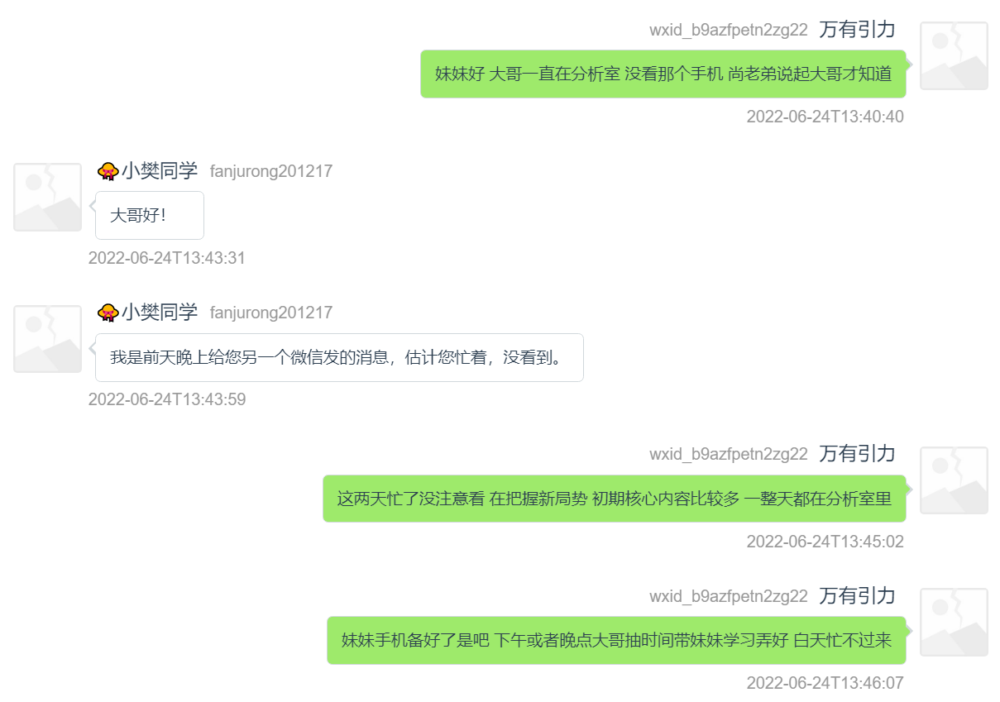 wxid_b9azfpetn2zg22 万有引力
妹妹好 大哥一直在分析室 没看那个手机 尚老弟说起大哥才知道
2022-06-24T13:40:40
小樊同学 fanjurong201217
大哥好！
2022-06-24T13:43:31
小樊同学 fanjurong201217
我是前天晚上给您另一个微信发的消息，估计您忙着，没看到。
2022-06-24T13:43:59
wxid_b9azfpetn2zg22 万有引力
这两天忙了没注意看 在把握新局势 初期核心内容比较多 一整天都在分析室里
2022-06-24T13:45:02
wxid_b9azfpetn2zg22 万有引力
妹妹手机备好了是吧 下午或者晚点大哥抽时间带妹妹学习弄好 白天忙不过来
2022-06-24T13:46:07